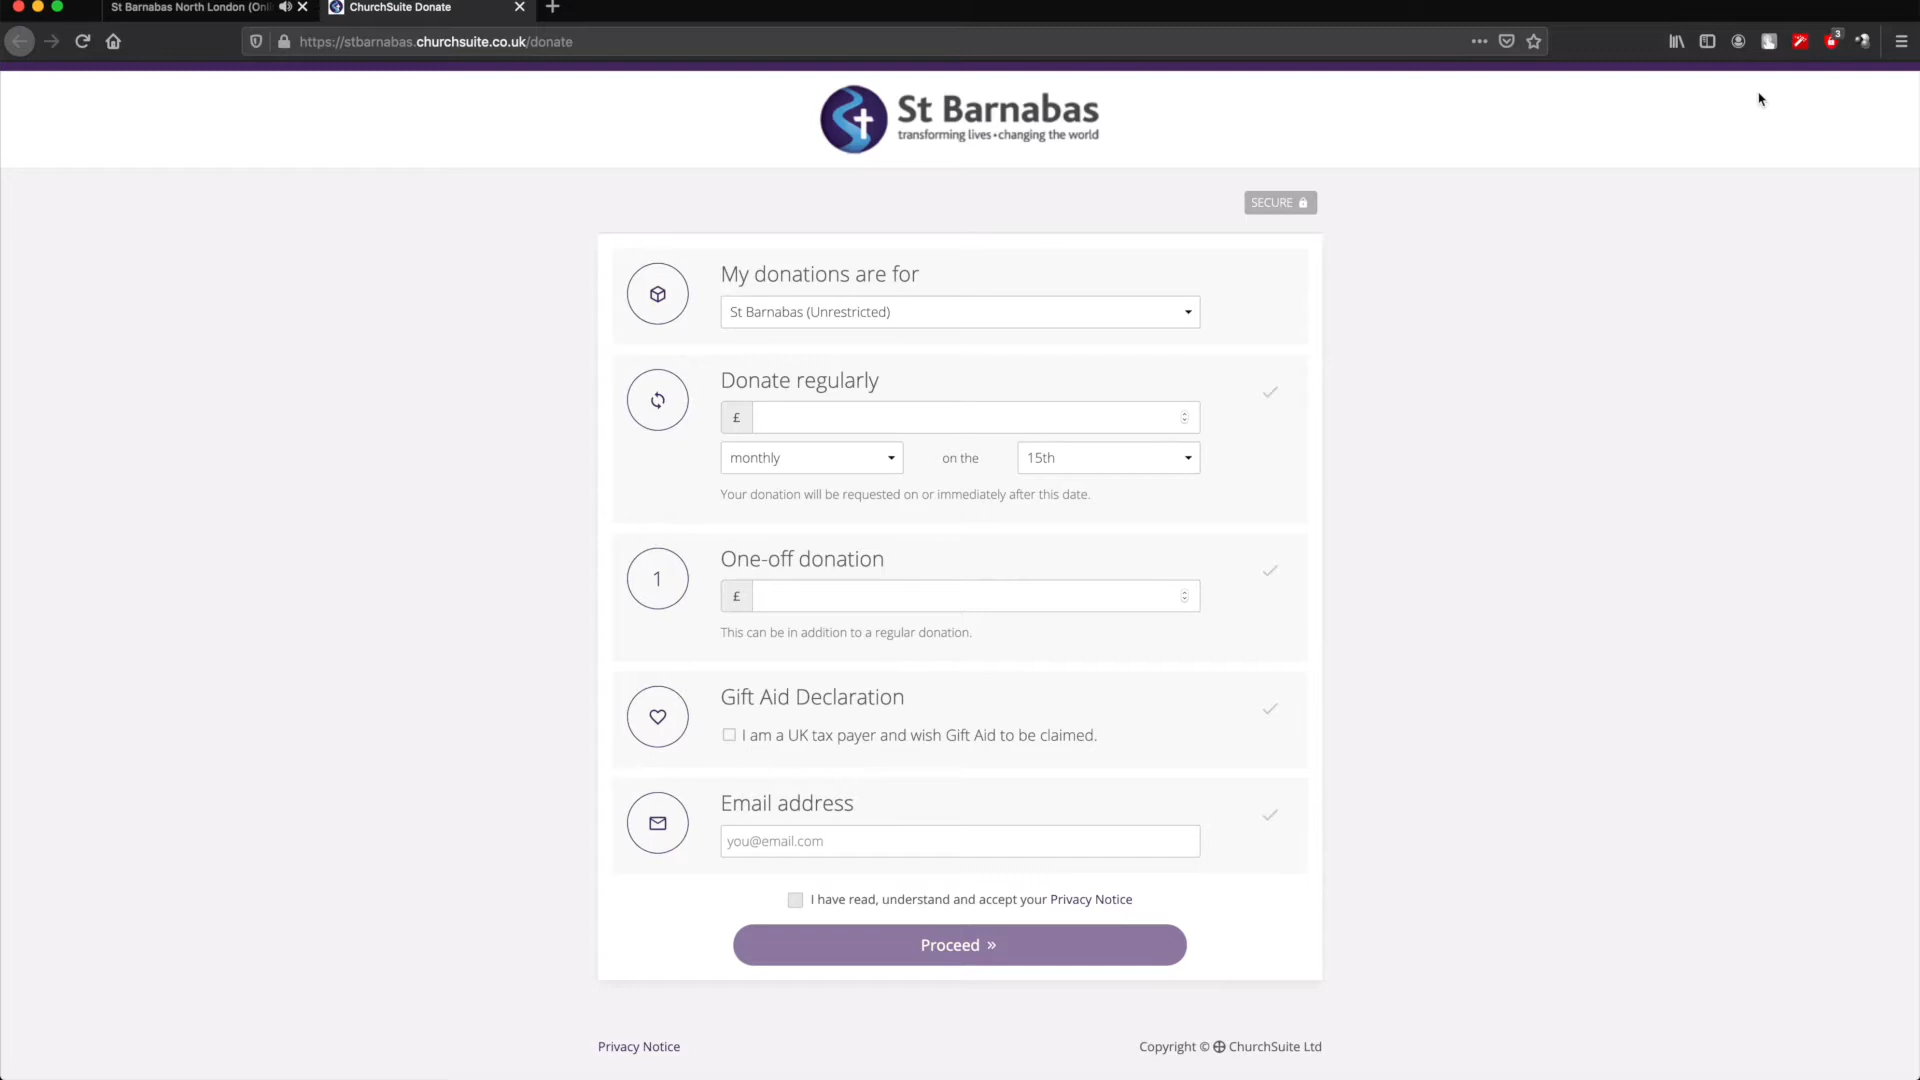 St Barnabas North London (Onli
ChurchSuite Donate
https://stbarnabas.churchsuite.co.uk/donate
3
St Barnabas
transforming lives•changing the world
SECURE
My donations are for
St Barnabas (Unrestricted)
Donate regularly
£
monthly on the 15th
Your donation will be requested on or immediately after this date.
1
One-off donation
£
This can be in addition to a regular donation.
Gift Aid Declaration
I am a UK tax payer and wish Gift Aid to be claimed.
Email address
you@email.com
I have read, understand and accept your Privacy Notice
Proceed »
Privacy Notice
Copyright © ChurchSuite Ltd